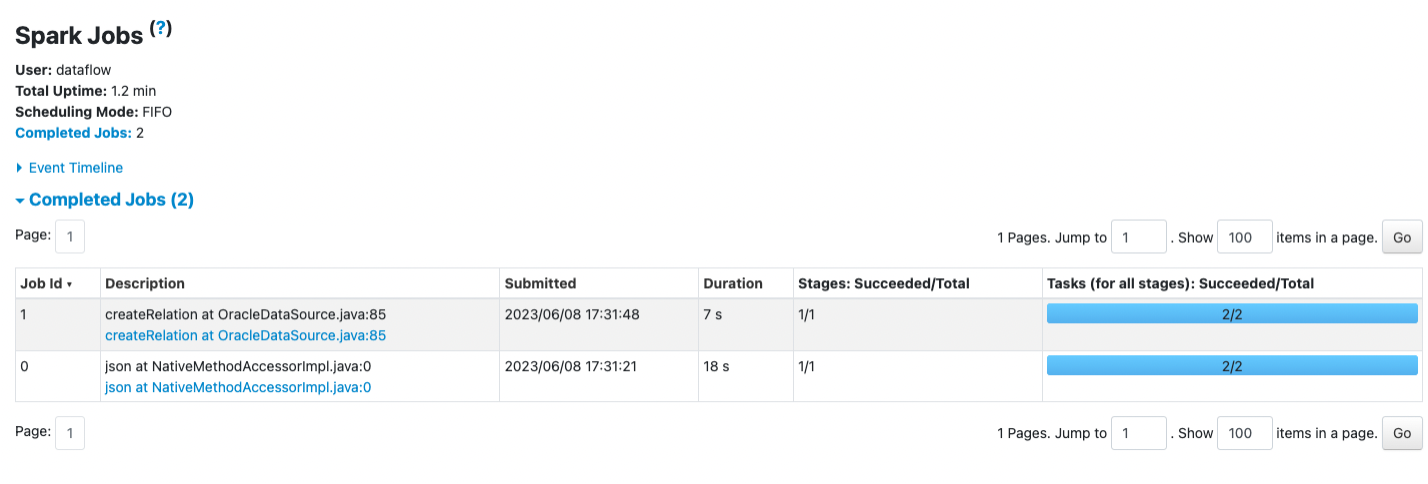 Spark Jobs (?)
User: dataflow
Total Uptime: 1.2 min
Scheduling Mode: FIFO
Completed Jobs: 2
Event Timeline
Completed Jobs (2)
Page: 1 1 Pages. Jump to 1 . Show 100 items in a page. Go
Job Id ▾ Description Submitted Duration Stages: Succeeded/Total Tasks (for all stages): Succeeded/Total
1 createRelation at OracleDataSource.java:85 2023/06/08 17:31:48 7 s 1/1 2/2
createRelation at OracleDataSource.java:85
0 json at NativeMethodAccessorImpl.java:0 2023/06/08 17:31:21 18 s 1/1 2/2
json at NativeMethodAccessorImpl.java:0
Page: 1 1 Pages. Jump to 1 . Show 100 items in a page. Go